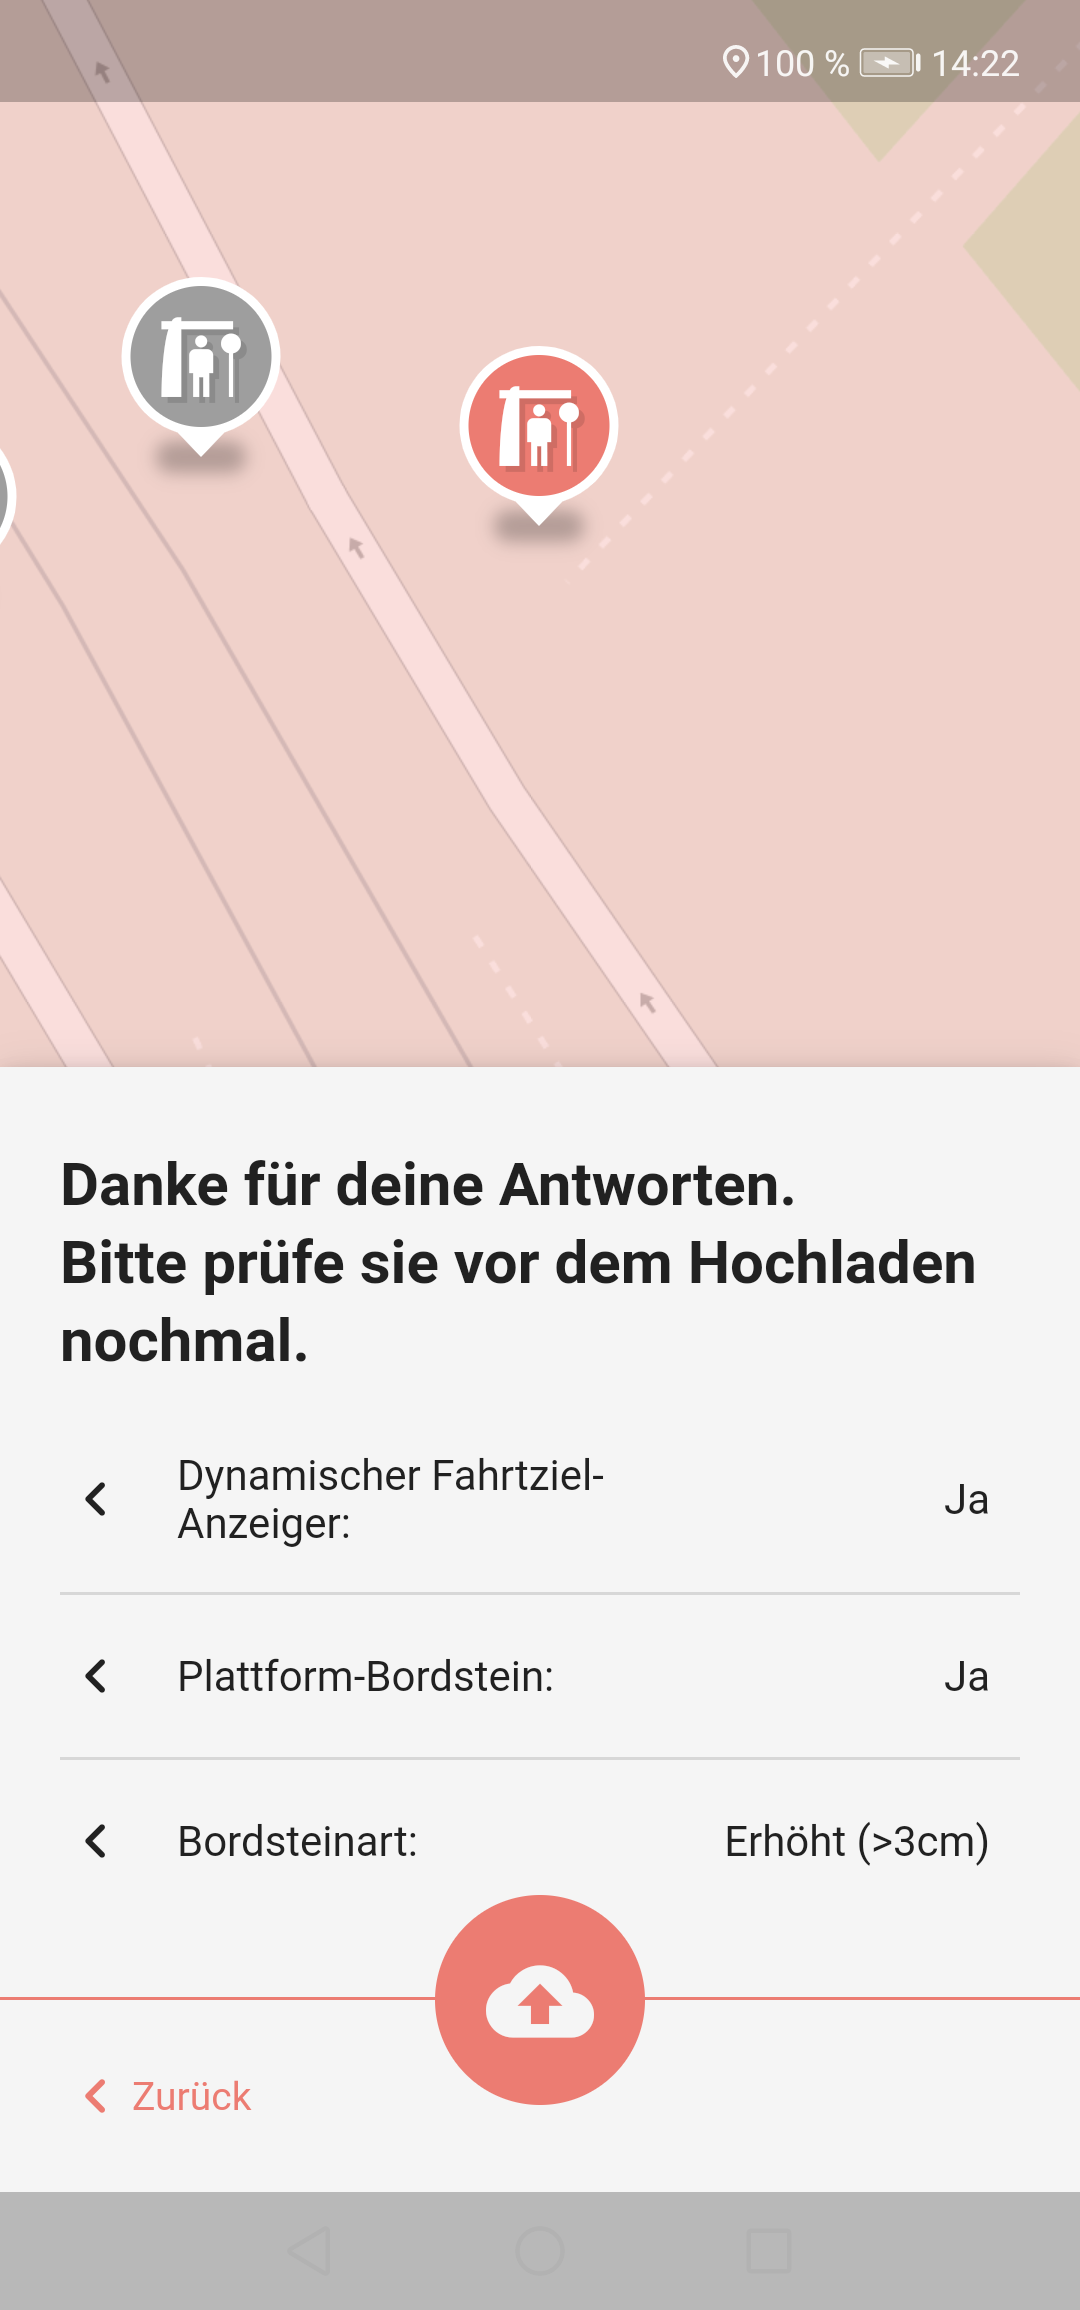 100 % 14:22
Danke für deine Antworten.
Bitte prüfe sie vor dem Hochladen
nochmal.
Dynamischer Fahrtziel-
Anzeiger:
Ja
Plattform-Bordstein:
Ja
Bordsteinart:
Erhöht (>3cm)
Zurück